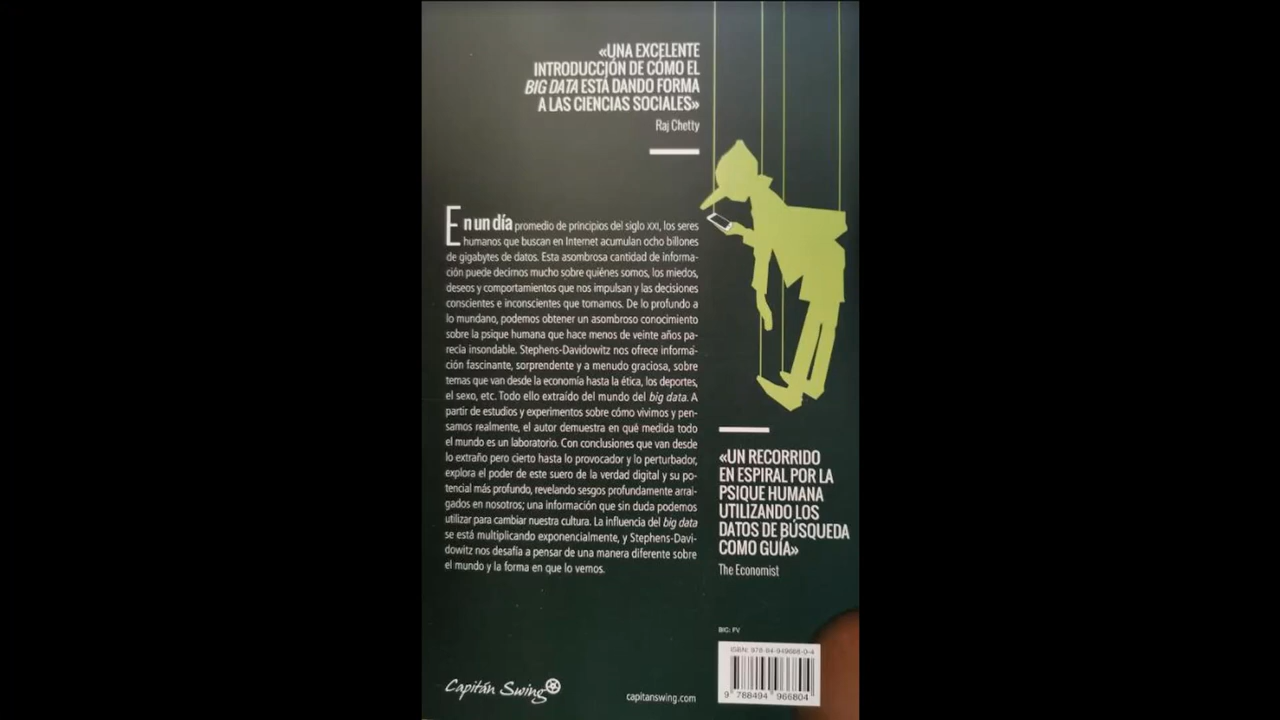 «UNA EXCELENTE
INTRODUCCIÓN DE CÓMO EL
BIG DATA ESTÁ DANDO FORMA
A LAS CIENCIAS SOCIALES»
Raj Chetty
En un día promedio de principios del siglo XXI, los seres
humanos que buscan en Internet acumulan ocho billones
de gigabytes de datos. Esta asombrosa cantidad de informa-
ción puede decirnos mucho sobre quiénes somos, los miedos,
deseos y comportamientos que nos impulsan y las decisiones
conscientes e inconscientes que tomamos. De lo profundo a
lo mundano, podemos obtener un asombroso conocimiento
sobre la psique humana que hace menos de veinte años pa-
recía insondable. Stephens-Davidowitz nos ofrece informa-
ción fascinante, sorprendente y a menudo graciosa, sobre
temas que van desde la economía hasta la ética, los deportes,
el sexo, etc. Todo ello extraído del mundo del big data. A
partir de estudios y experimentos sobre cómo vivimos y pen-
samos realmente, el autor demuestra en qué medida todo
el mundo es un laboratorio. Con conclusiones que van desde
lo extraño pero cierto hasta lo provocador y lo perturbador,
explora el poder de este suero de la verdad digital y su po-
tencial más profundo, revelando sesgos profundamente arrai-
gados en nosotros; una información que sin duda podemos
utilizar para cambiar nuestra cultura. La influencia del big data
se está multiplicando exponencialmente, y Stephens-Davi-
dowitz nos desafía a pensar de una manera diferente sobre
el mundo y la forma en que lo vemos.
«UN RECORRIDO
EN ESPIRAL POR LA
PSIQUE HUMANA
UTILIZANDO LOS
DATOS DE BÚSQUEDA
COMO GUÍA»
The Economist
BIC: FV
ISBN: 978-84-949668-0-4
9 788494 966804
Capitán Swing
capitanswing.com